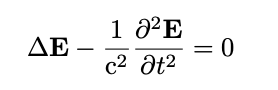 ΔE − 1/c² ∂²E/∂t² = 0